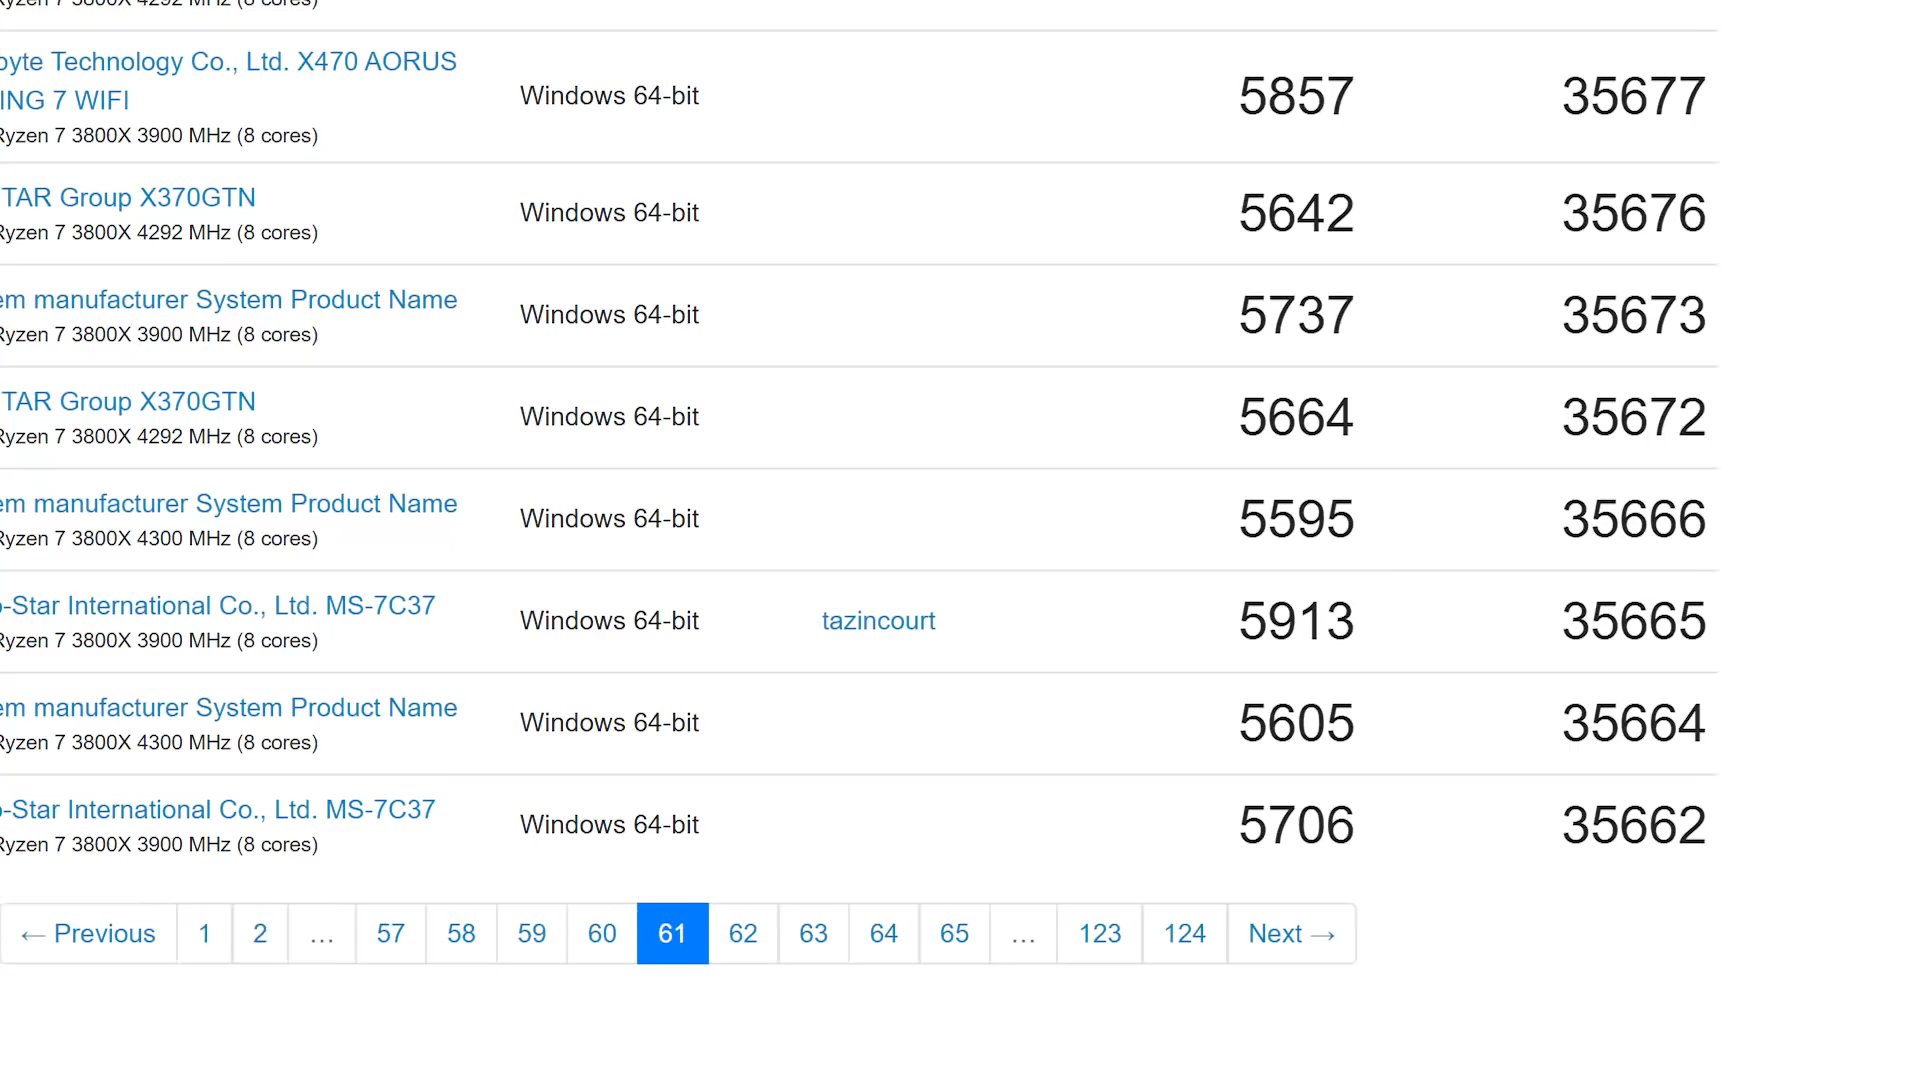 Ryzen 7 3800X 4292 MHz (8 cores)
byte Technology Co., Ltd. X470 AORUS
ING 7 WIFI
Ryzen 7 3800X 3900 MHz (8 cores)
Windows 64-bit
5857
35677
TAR Group X370GTN
Ryzen 7 3800X 4292 MHz (8 cores)
Windows 64-bit
5642
35676
em manufacturer System Product Name
Ryzen 7 3800X 3900 MHz (8 cores)
Windows 64-bit
5737
35673
TAR Group X370GTN
Ryzen 7 3800X 4292 MHz (8 cores)
Windows 64-bit
5664
35672
em manufacturer System Product Name
Ryzen 7 3800X 4300 MHz (8 cores)
Windows 64-bit
5595
35666
o-Star International Co., Ltd. MS-7C37
Ryzen 7 3800X 3900 MHz (8 cores)
Windows 64-bit
tazincourt
5913
35665
em manufacturer System Product Name
Ryzen 7 3800X 4300 MHz (8 cores)
Windows 64-bit
5605
35664
o-Star International Co., Ltd. MS-7C37
Ryzen 7 3800X 3900 MHz (8 cores)
Windows 64-bit
5706
35662
← Previous 1 2 … 57 58 59 60 61 62 63 64 65 … 123 124 Next →